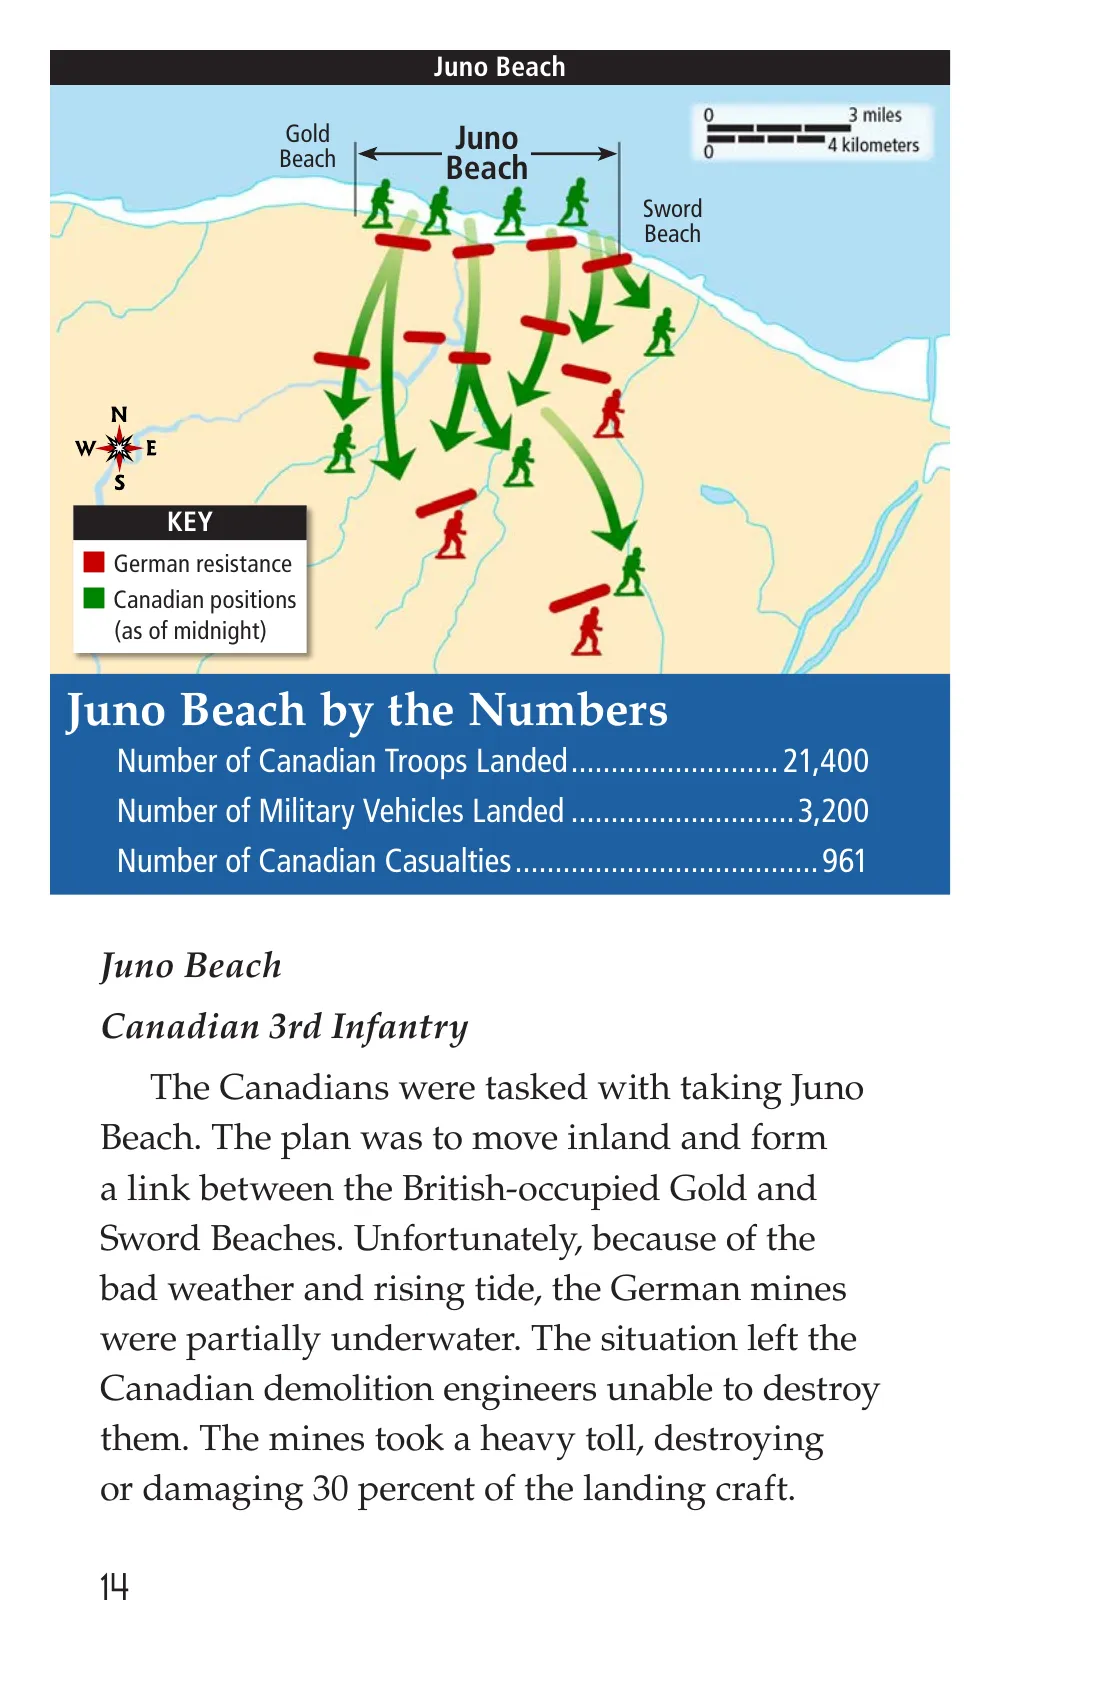 Juno Beach
0 3 miles
0 4 kilometers
Gold
Beach
Juno
Beach
Sword
Beach
N
W E
S
KEY
German resistance
Canadian positions
(as of midnight)
Juno Beach by the Numbers
Number of Canadian Troops Landed.......................... 21,400
Number of Military Vehicles Landed ............................3,200
Number of Canadian Casualties...................................... 961
Juno Beach
Canadian 3rd Infantry
The Canadians were tasked with taking Juno
Beach. The plan was to move inland and form
a link between the British-occupied Gold and
Sword Beaches. Unfortunately, because of the
bad weather and rising tide, the German mines
were partially underwater. The situation left the
Canadian demolition engineers unable to destroy
them. The mines took a heavy toll, destroying
or damaging 30 percent of the landing craft.
14